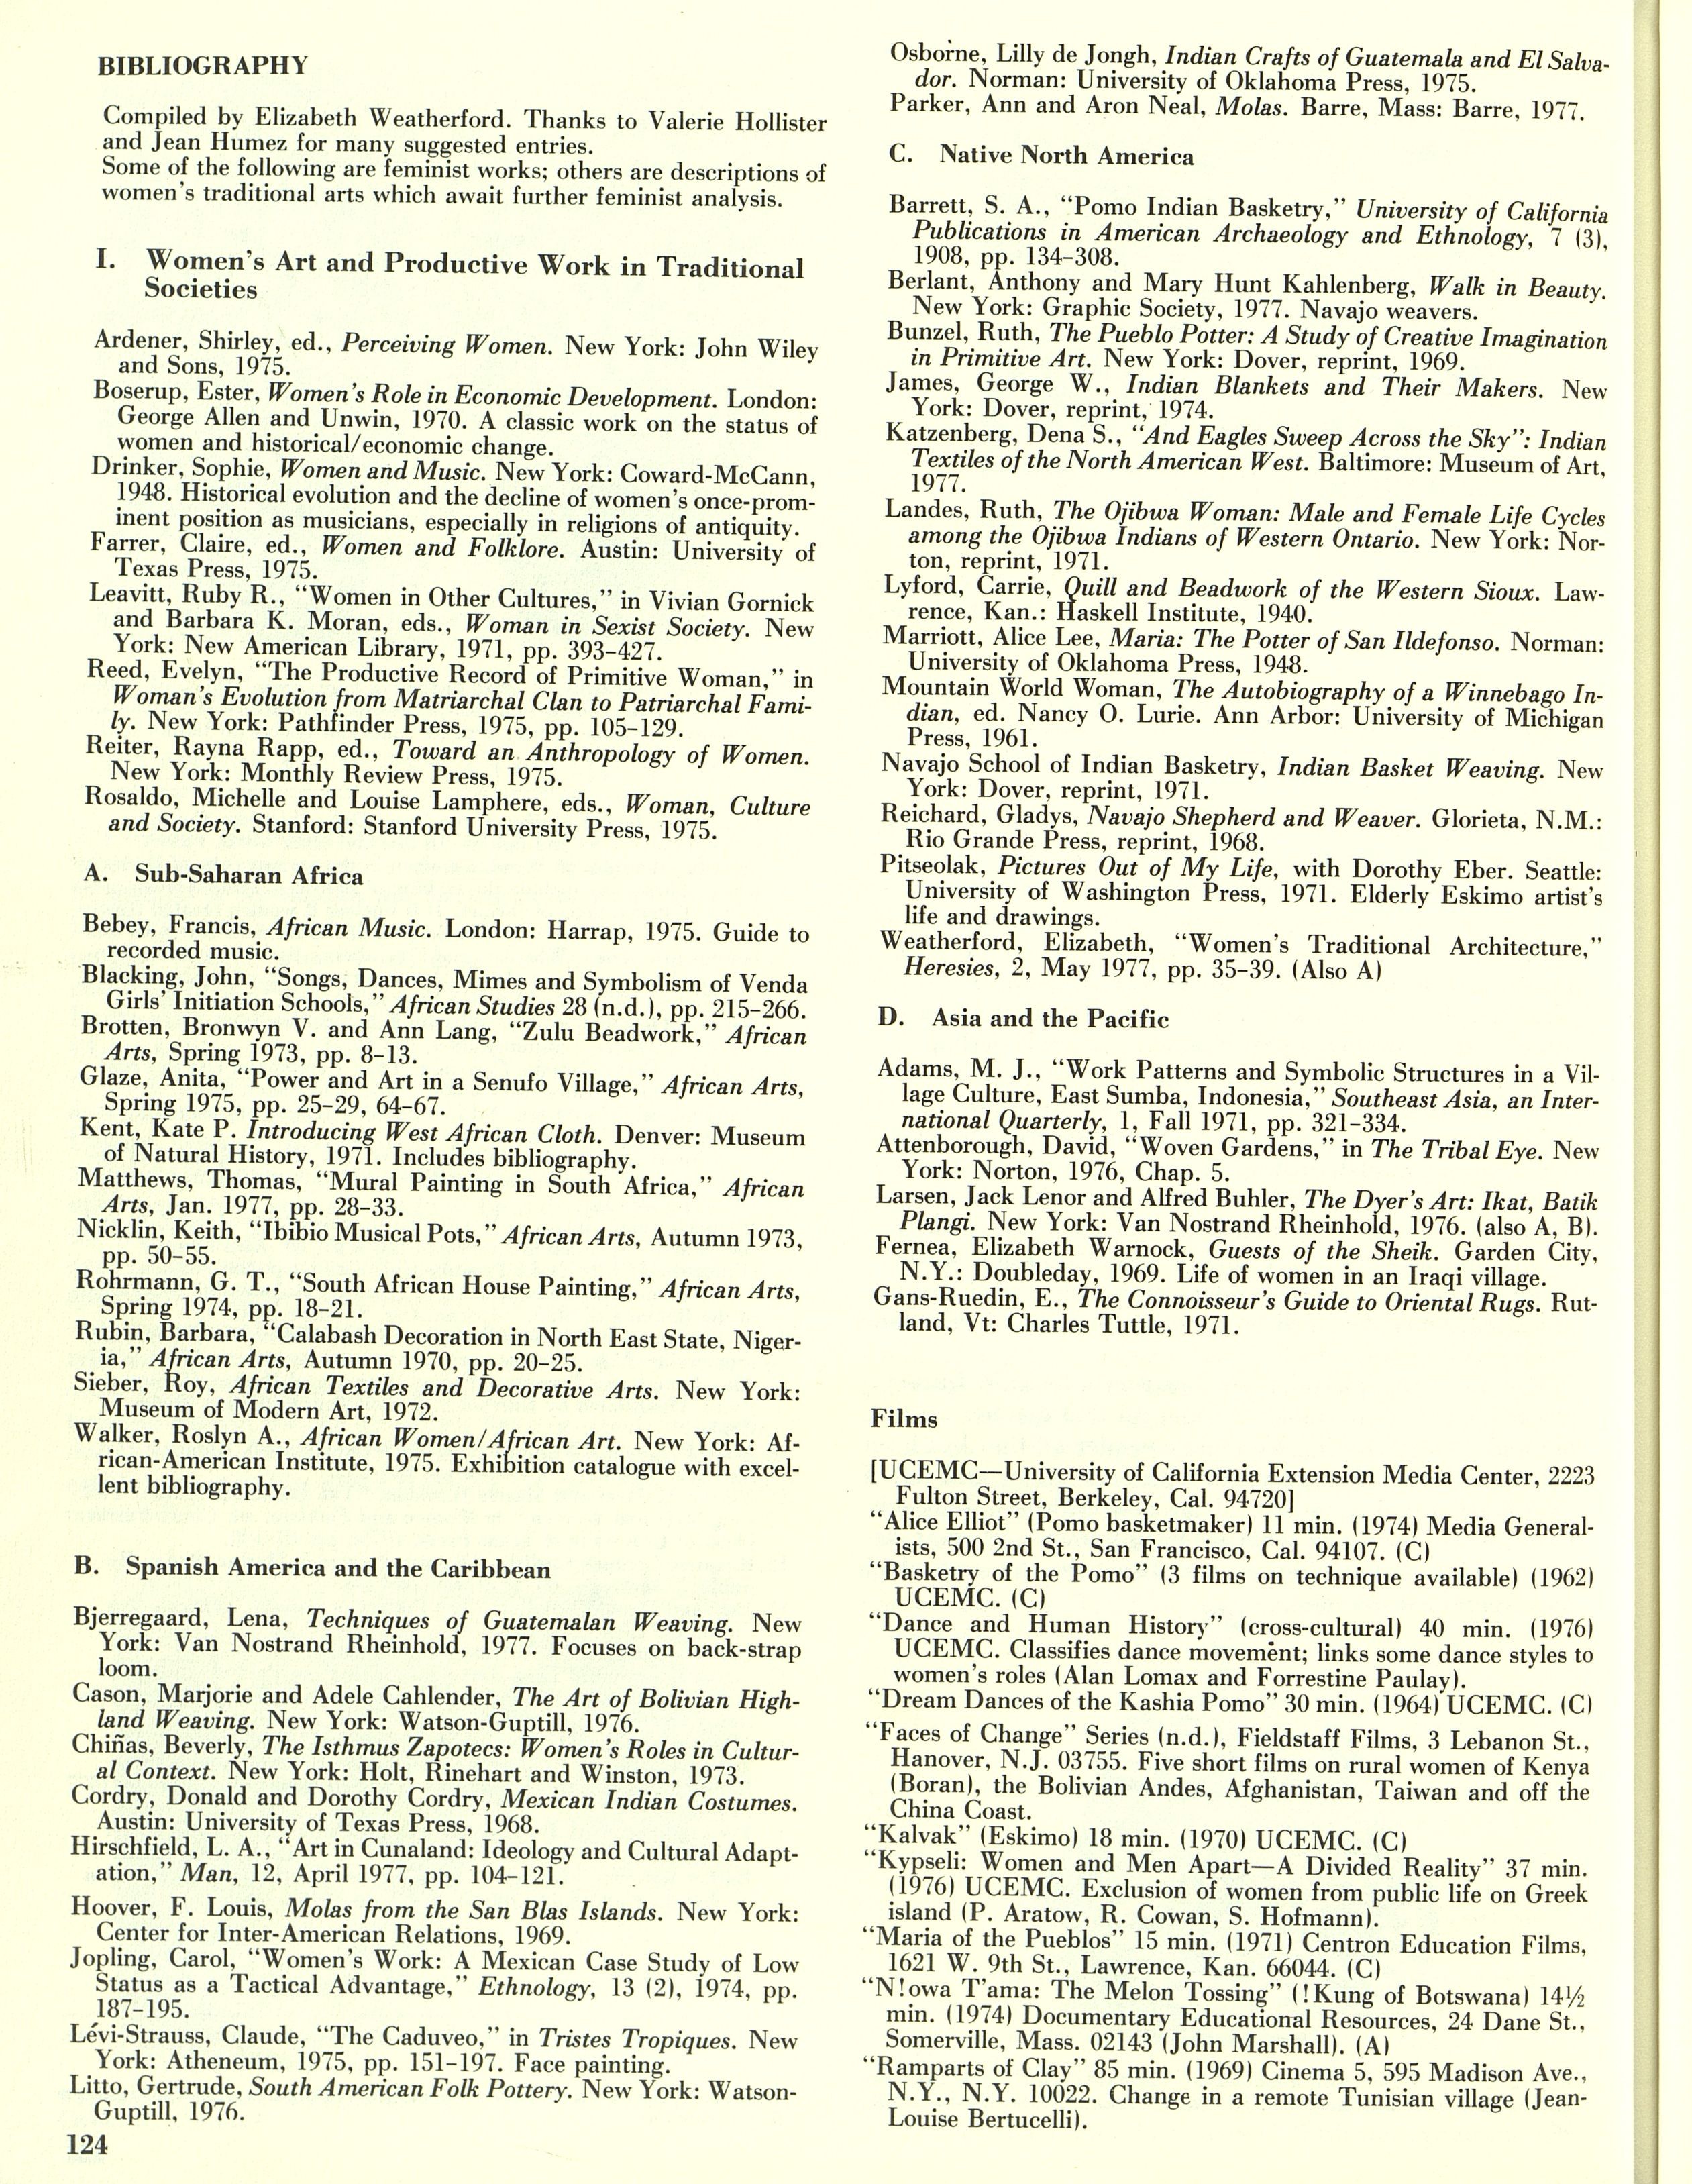 BIBLIOGRAPHY
Compiled by Elizabeth Weatherford. Thanks to Valerie Hollister
and Jean Humez for many suggested entries.
Some of the following are feminist works; others are descriptions of
women's traditional arts which await further feminist analysis.
I. Women's Art and Productive Work in Traditional
Societies
Ardener, Shirley, ed., Perceiving Women. New York: John Wiley
and Sons, 1975.
Boserup, Ester, Women's Role in Economic Development. London:
George Allen and Unwin, 1970. A classic work on the status of
women and historical/economic change.
Drinker, Sophie, Women and Music. New York: Coward-McCann,
1948. Historical evolution and the decline of women's once-prom-
inent position as musicians, especially in religions of antiquity.
Farrer, Claire, ed., Women and Folklore. Austin: University of
Texas Press, 1975.
Leavitt, Ruby R., “Women in Other Cultures,” in Vivian Gornick
and Barbara K. Moran, eds., Woman in Sexist Society. New
York: New American Library, 1971, pp. 393–427.
Reed, Evelyn, “The Productive Record of Primitive Woman,” in
Woman's Evolution from Matriarchal Clan to Patriarchal Fami-
ly. New York: Pathfinder Press, 1975, pp. 105–129.
Reiter, Rayna Rapp, ed., Toward an Anthropology of Women.
New York: Monthly Review Press, 1975.
Rosaldo, Michelle and Louise Lamphere, eds., Woman, Culture
and Society. Stanford: Stanford University Press, 1975.
A. Sub-Saharan Africa
Bebey, Francis, African Music. London: Harrap, 1975. Guide to
recorded music.
Blacking, John, “Songs, Dances, Mimes and Symbolism of Venda
Girls' Initiation Schools,” African Studies 28 (n.d.), pp. 215–266.
Brotten, Bronwyn V. and Ann Lang, “Zulu Beadwork,” African
Arts, Spring 1973, pp. 8–13.
Glaze, Anita, “Power and Art in a Senufo Village,” African Arts,
Spring 1975, pp. 25–29, 64–67.
Kent, Kate P. Introducing West African Cloth. Denver: Museum
of Natural History, 1971. Includes bibliography.
Matthews, Thomas, “Mural Painting in South Africa,” African
Arts, Jan. 1977, pp. 28–33.
Nicklin, Keith, “Ibibio Musical Pots,” African Arts, Autumn 1973,
pp. 50–55.
Rohrmann, G. T., “South African House Painting,” African Arts,
Spring 1974, pp. 18–21.
Rubin, Barbara, “Calabash Decoration in North East State, Niger-
ia,” African Arts, Autumn 1970, pp. 20–25.
Sieber, Roy, African Textiles and Decorative Arts. New York:
Museum of Modern Art, 1972.
Walker, Roslyn A., African Women/African Art. New York: Af-
rican-American Institute, 1975. Exhibition catalogue with excel-
lent bibliography.
B. Spanish America and the Caribbean
Bjerregaard, Lena, Techniques of Guatemalan Weaving. New
York: Van Nostrand Rheinhold, 1977. Focuses on back-strap
loom.
Cason, Marjorie and Adele Cahlender, The Art of Bolivian High-
land Weaving. New York: Watson-Guptill, 1976.
Chiñas, Beverly, The Isthmus Zapotecs: Women's Roles in Cultur-
al Context. New York: Holt, Rinehart and Winston, 1973.
Cordry, Donald and Dorothy Cordry, Mexican Indian Costumes.
Austin: University of Texas Press, 1968.
Hirschfield, L. A., “Art in Cunaland: Ideology and Cultural Adapt-
ation,” Man, 12, April 1977, pp. 104–121.
Hoover, F. Louis, Molas from the San Blas Islands. New York:
Center for Inter-American Relations, 1969.
Jopling, Carol, “Women's Work: A Mexican Case Study of Low
Status as a Tactical Advantage,” Ethnology, 13 (2), 1974, pp.
187–195.
Lévi-Strauss, Claude, “The Caduveo,” in Tristes Tropiques. New
York: Atheneum, 1975, pp. 151–197. Face painting.
Litto, Gertrude, South American Folk Pottery. New York: Watson-
Guptill, 1976.
124
Osborne, Lilly de Jongh, Indian Crafts of Guatemala and El Salva-
dor. Norman: University of Oklahoma Press, 1975.
Parker, Ann and Aron Neal, Molas. Barre, Mass: Barre, 1977.
C. Native North America
Barrett, S. A., “Pomo Indian Basketry,” University of California
Publications in American Archaeology and Ethnology, 7 (3),
1908, pp. 134–308.
Berlant, Anthony and Mary Hunt Kahlenberg, Walk in Beauty.
New York: Graphic Society, 1977. Navajo weavers.
Bunzel, Ruth, The Pueblo Potter: A Study of Creative Imagination
in Primitive Art. New York: Dover, reprint, 1969.
James, George W., Indian Blankets and Their Makers. New
York: Dover, reprint, 1974.
Katzenberg, Dena S., “And Eagles Sweep Across the Sky”: Indian
Textiles of the North American West. Baltimore: Museum of Art,
1977.
Landes, Ruth, The Ojibwa Woman: Male and Female Life Cycles
among the Ojibwa Indians of Western Ontario. New York: Nor-
ton, reprint, 1971.
Lyford, Carrie, Quill and Beadwork of the Western Sioux. Law-
rence, Kan.: Haskell Institute, 1940.
Marriott, Alice Lee, Maria: The Potter of San Ildefonso. Norman:
University of Oklahoma Press, 1948.
Mountain World Woman, The Autobiography of a Winnebago In-
dian, ed. Nancy O. Lurie. Ann Arbor: University of Michigan
Press, 1961.
Navajo School of Indian Basketry, Indian Basket Weaving. New
York: Dover, reprint, 1971.
Reichard, Gladys, Navajo Shepherd and Weaver. Glorieta, N.M.:
Rio Grande Press, reprint, 1968.
Pitseolak, Pictures Out of My Life, with Dorothy Eber. Seattle:
University of Washington Press, 1971. Elderly Eskimo artist's
life and drawings.
Weatherford, Elizabeth, “Women's Traditional Architecture,”
Heresies, 2, May 1977, pp. 35–39. (Also A)
D. Asia and the Pacific
Adams, M. J., “Work Patterns and Symbolic Structures in a Vil-
lage Culture, East Sumba, Indonesia,” Southeast Asia, an Inter-
national Quarterly, 1, Fall 1971, pp. 321–334.
Attenborough, David, “Woven Gardens,” in The Tribal Eye. New
York: Norton, 1976, Chap. 5.
Larsen, Jack Lenor and Alfred Buhler, The Dyer's Art: Ikat, Batik
Plangi. New York: Van Nostrand Rheinhold, 1976. (also A, B).
Fernea, Elizabeth Warnock, Guests of the Sheik. Garden City,
N.Y.: Doubleday, 1969. Life of women in an Iraqi village.
Gans-Ruedin, E., The Connoisseur's Guide to Oriental Rugs. Rut-
land, Vt: Charles Tuttle, 1971.
Films
[UCEMC—University of California Extension Media Center, 2223
Fulton Street, Berkeley, Cal. 94720]
“Alice Elliot” (Pomo basketmaker) 11 min. (1974) Media General-
ists, 500 2nd St., San Francisco, Cal. 94107. (C)
“Basketry of the Pomo” (3 films on technique available) (1962)
UCEMC. (C)
“Dance and Human History” (cross-cultural) 40 min. (1976)
UCEMC. Classifies dance movement; links some dance styles to
women's roles (Alan Lomax and Forrestine Paulay).
“Dream Dances of the Kashia Pomo” 30 min. (1964) UCEMC. (C)
“Faces of Change” Series (n.d.), Fieldstaff Films, 3 Lebanon St.,
Hanover, N.J. 03755. Five short films on rural women of Kenya
(Boran), the Bolivian Andes, Afghanistan, Taiwan and off the
China Coast.
“Kalvak” (Eskimo) 18 min. (1970) UCEMC. (C)
“Kypseli: Women and Men Apart—A Divided Reality” 37 min.
(1976) UCEMC. Exclusion of women from public life on Greek
island (P. Aratow, R. Cowan, S. Hofmann).
“Maria of the Pueblos” 15 min. (1971) Centron Education Films,
1621 W. 9th St., Lawrence, Kan. 66044. (C)
“N!owa T'ama: The Melon Tossing” (!Kung of Botswana) 14½
min. (1974) Documentary Educational Resources, 24 Dane St.,
Somerville, Mass. 02143 (John Marshall). (A)
“Ramparts of Clay” 85 min. (1969) Cinema 5, 595 Madison Ave.,
N.Y., N.Y. 10022. Change in a remote Tunisian village (Jean-
Louise Bertucelli).